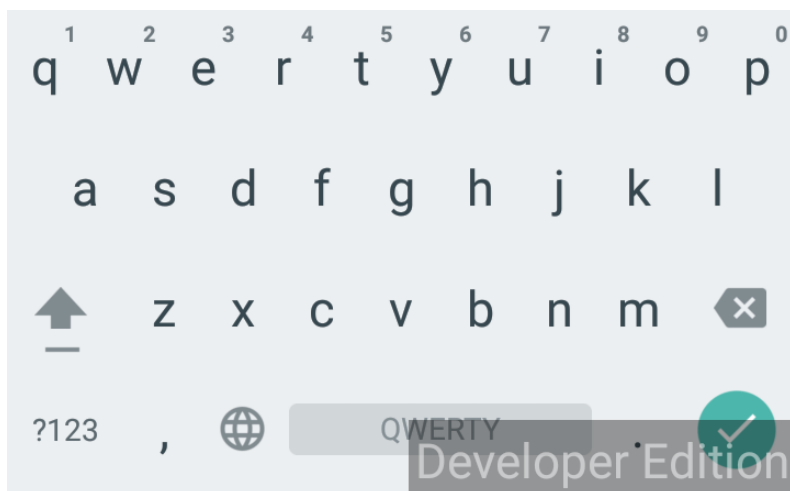 1 2 3 4 5 6 7 8 9 0
q w e r t y u i o p
a s d f g h j k l
z x c v b n m
?123 , QWERTY .
Developer Edition